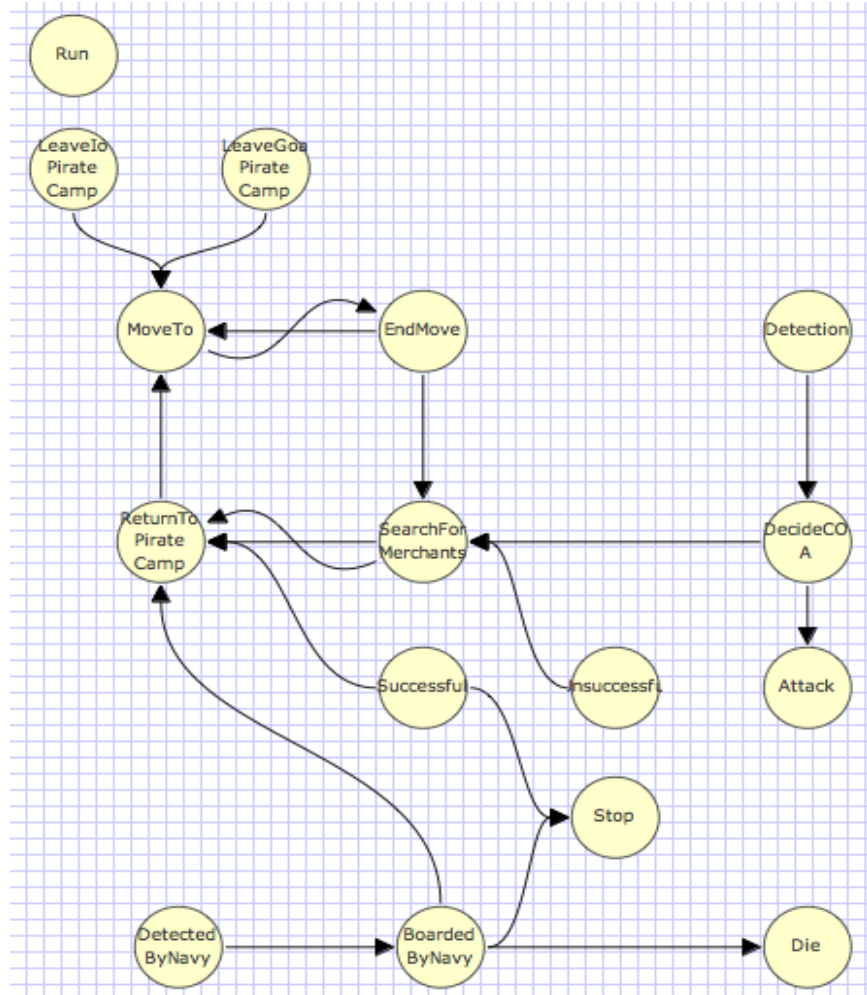 Run
LeaveIo
Pirate
Camp
LeaveGoa
Pirate
Camp
MoveTo
EndMove
Detection
ReturnTo
Pirate
Camp
SearchFor
Merchants
DecideCO
A
Successful
Attack
Stop
Detected
ByNavy
Boarded
ByNavy
Die